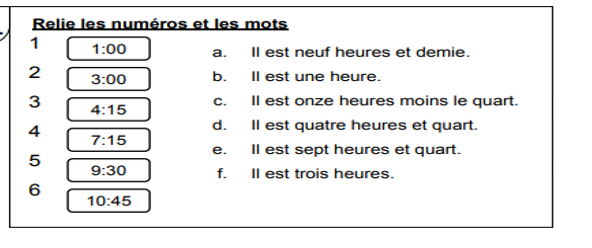 Relie les numéros et les mots
1 1:00
2 3:00
3 4:15
4 7:15
5 9:30
6 10:45
a. Il est neuf heures et demie.
b. Il est une heure.
c. Il est onze heures moins le quart.
d. Il est quatre heures et quart.
e. Il est sept heures et quart.
f. Il est trois heures.